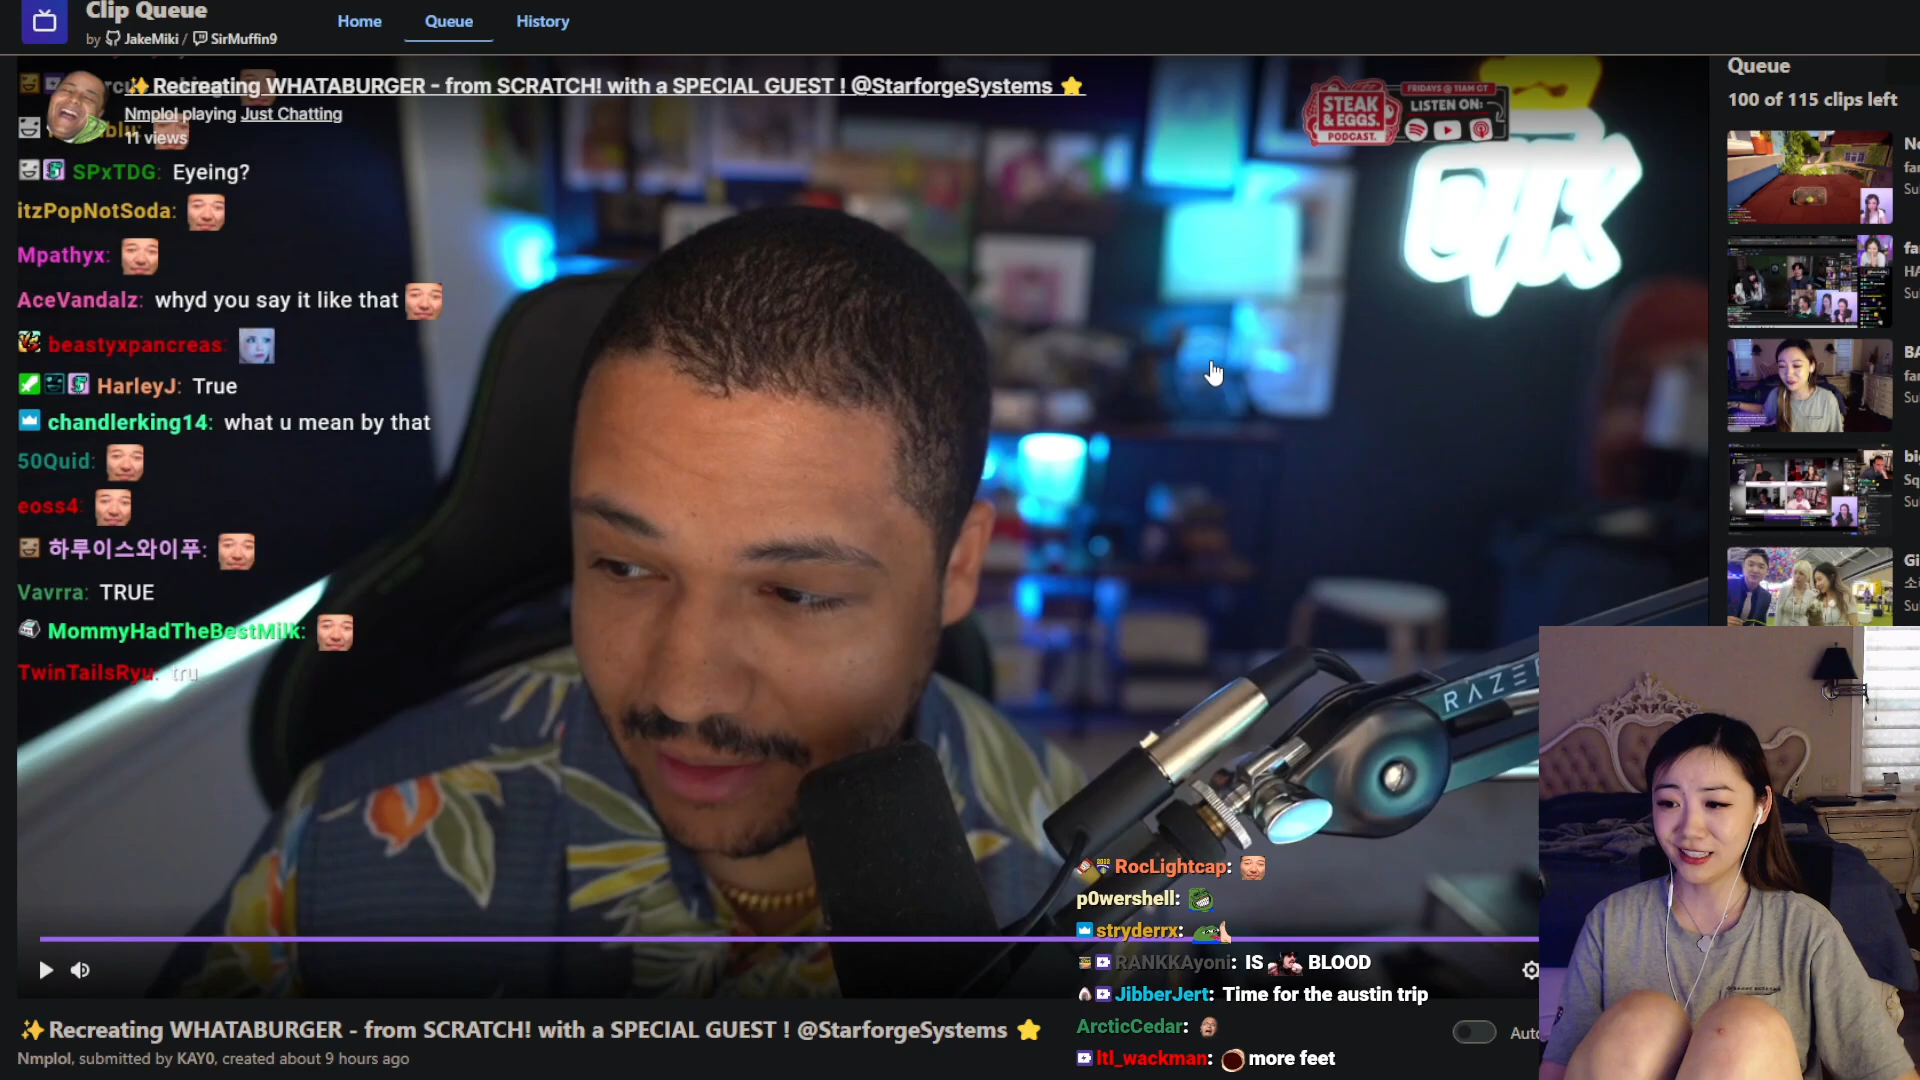 Clip Queue
by JakeMiki / SirMuffin9
Home
Queue
History
✨Recreating WHATABURGER - from SCRATCH! with a SPECIAL GUEST ! @StarforgeSystems ⭐
Nmplol playing Just Chatting
11 views
SPxTDG: Eyeing?
itzPopNotSoda:
Mpathyx:
AceVandalz: whyd you say it like that
beastyxpancreas:
HarleyJ: True
chandlerking14: what u mean by that
50Quid:
eoss4:
하루이스와이푸:
Vavrra: TRUE
MommyHadTheBestMilk:
TwinTailsRyu: tru
STEAK
& EGGS.
PODCAST.
FRIDAYS @ 11AM CT
LISTEN ON:
RAZER
Queue
100 of 115 clips left
RocLightcap:
p0wershell:
stryderrx:
RANKKAyoni: IS BLOOD
JibberJert: Time for the austin trip
ArcticCedar:
ltl_wackman: more feet
✨Recreating WHATABURGER - from SCRATCH! with a SPECIAL GUEST ! @StarforgeSystems ⭐
Nmplol, submitted by KAY0, created about 9 hours ago